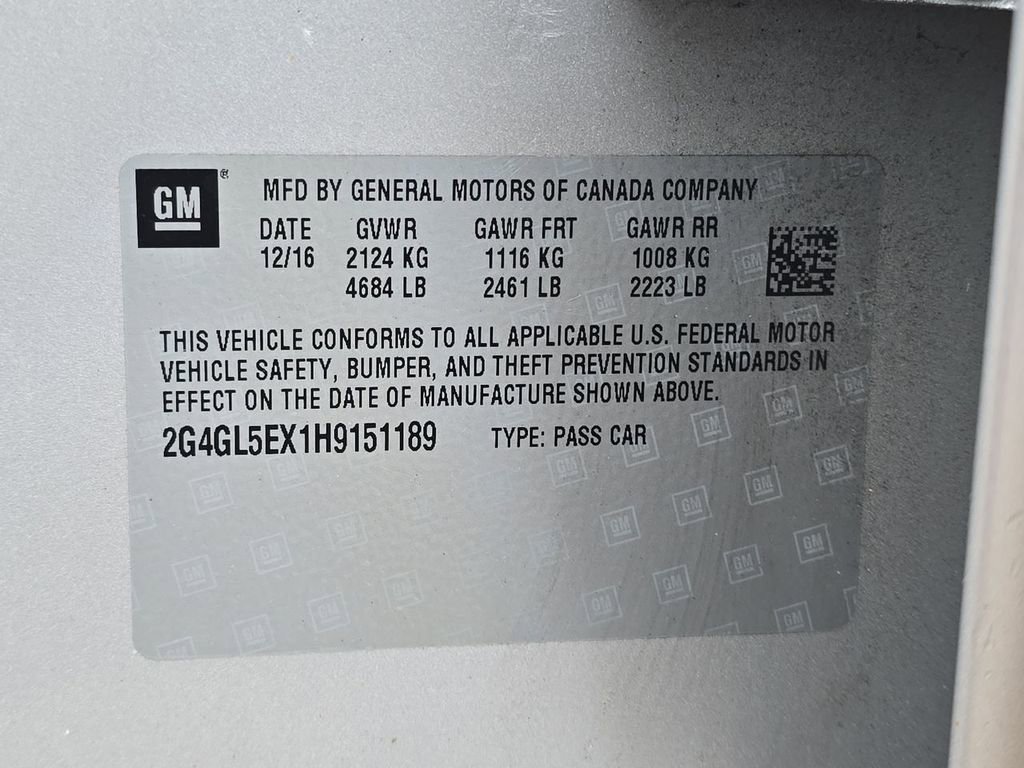 GM®
MFD BY GENERAL MOTORS OF CANADA COMPANY
DATE GVWR GAWR FRT GAWR RR
12/16 2124 KG 1116 KG 1008 KG
4684 LB 2461 LB 2223 LB
THIS VEHICLE CONFORMS TO ALL APPLICABLE U.S. FEDERAL MOTOR
VEHICLE SAFETY, BUMPER, AND THEFT PREVENTION STANDARDS IN
EFFECT ON THE DATE OF MANUFACTURE SHOWN ABOVE.
2G4GL5EX1H9151189 TYPE: PASS CAR